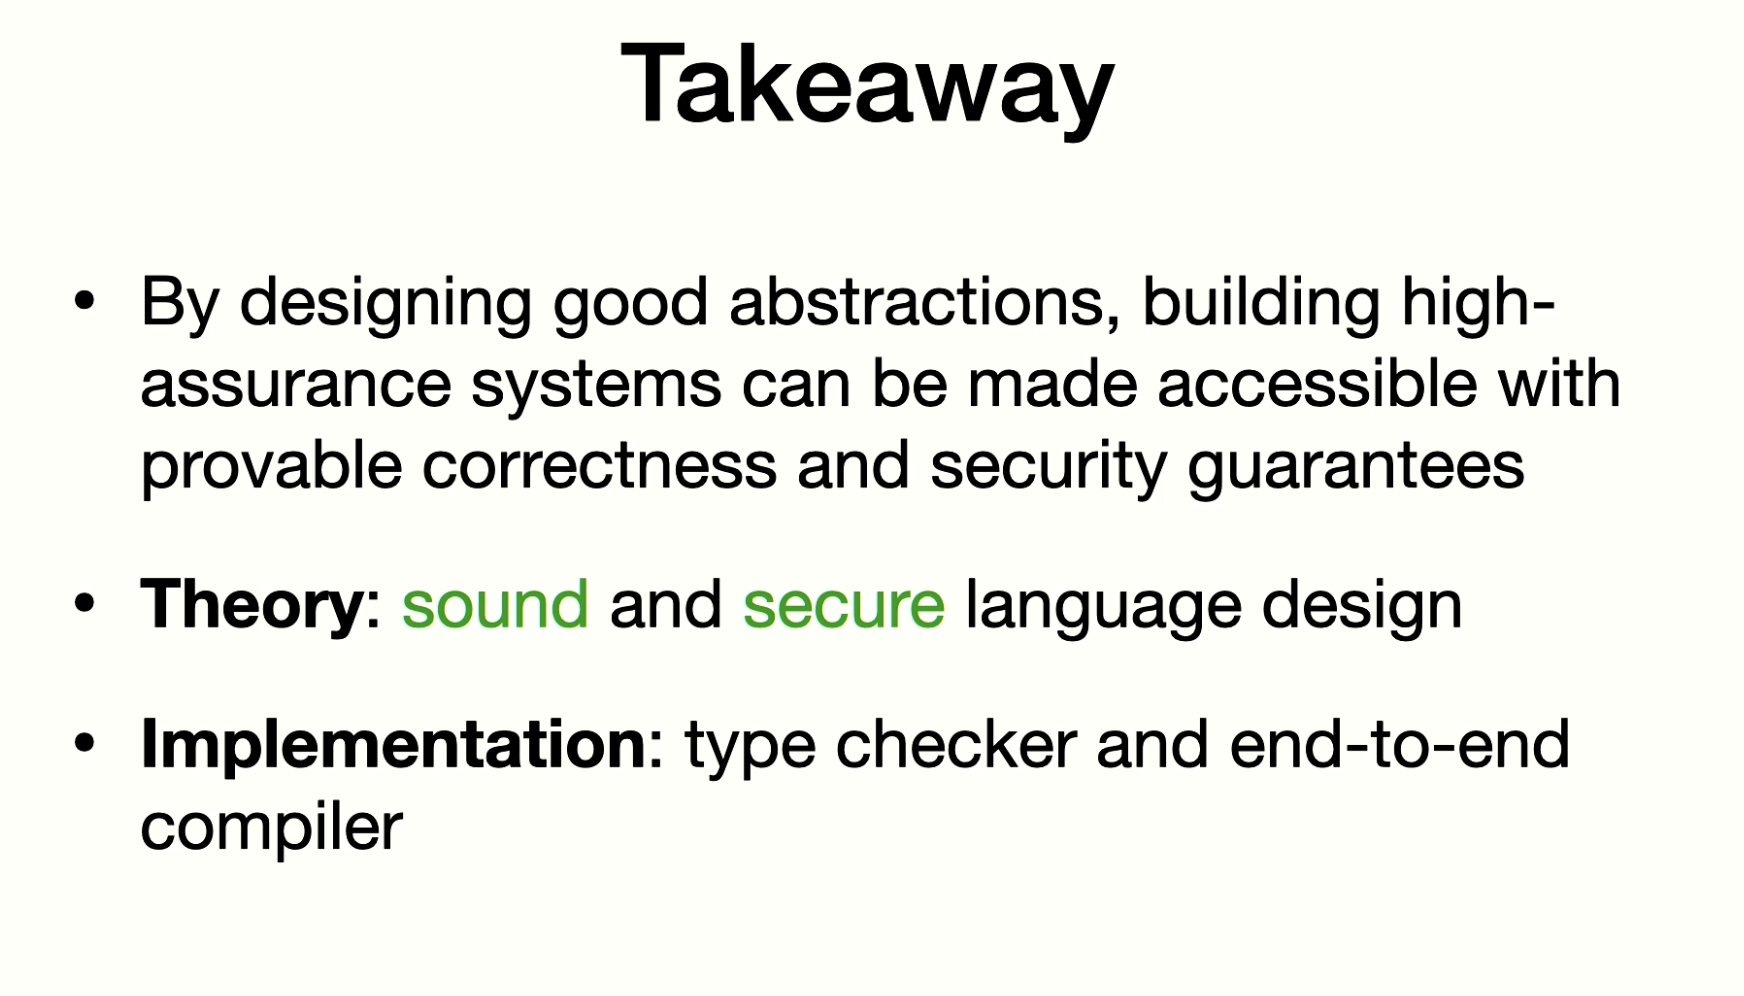 Takeaway
• By designing good abstractions, building high-
assurance systems can be made accessible with
provable correctness and security guarantees
• Theory: sound and secure language design
• Implementation: type checker and end-to-end
compiler